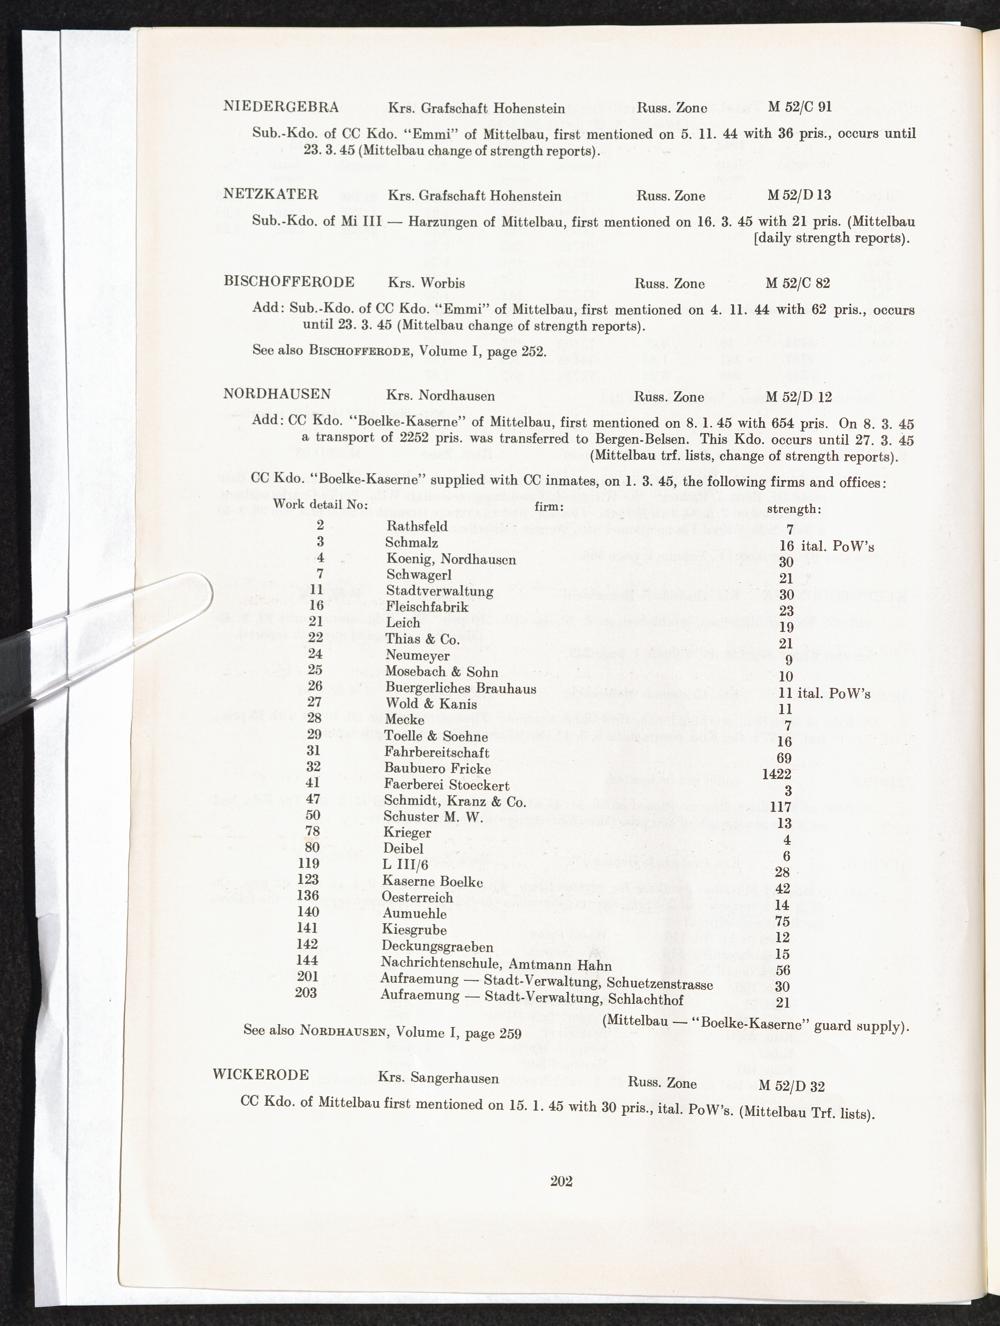 NIEDERGEBRA Krs. Grafschaft Hohenstein Russ. Zone M 52/C 91
Sub.-Kdo. of CC Kdo. “Emmi” of Mittelbau, first mentioned on 5. 11. 44 with 36 pris., occurs until
23. 3. 45 (Mittelbau change of strength reports).
NETZKATER Krs. Grafschaft Hohenstein Russ. Zone M 52/D 13
Sub.-Kdo. of Mi III — Harzungen of Mittelbau, first mentioned on 16. 3. 45 with 21 pris. (Mittelbau
[daily strength reports).
BISCHOFFERODE Krs. Worbis Russ. Zone M 52/C 82
Add: Sub.-Kdo. of CC Kdo. “Emmi” of Mittelbau, first mentioned on 4. 11. 44 with 62 pris., occurs
until 23. 3. 45 (Mittelbau change of strength reports).
See also BISCHOFFERODE, Volume I, page 252.
NORDHAUSEN Krs. Nordhausen Russ. Zone M 52/D 12
Add: CC Kdo. “Boelke-Kaserne” of Mittelbau, first mentioned on 8. 1. 45 with 654 pris. On 8. 3. 45
a transport of 2252 pris. was transferred to Bergen-Belsen. This Kdo. occurs until 27. 3. 45
(Mittelbau trf. lists, change of strength reports).
CC Kdo. “Boelke-Kaserne” supplied with CC inmates, on 1. 3. 45, the following firms and offices:
Work detail No: firm: strength:
2 Rathsfeld 7
3 Schmalz 16 ital. PoW’s
4 Koenig, Nordhausen 30
7 Schwagerl 21
11 Stadtverwaltung 30
16 Fleischfabrik 23
21 Leich 19
22 Thias & Co. 21
24 Neumeyer 9
25 Mosebach & Sohn 10
26 Buergerliches Brauhaus 11 ital. PoW’s
27 Wold & Kanis 11
28 Mecke 7
29 Toelle & Soehne 16
31 Fahrbereitschaft 69
32 Baubuero Fricke 1422
41 Faerberei Stoeckert 3
47 Schmidt, Kranz & Co. 117
50 Schuster M. W. 13
78 Krieger 4
80 Deibel 6
119 L III/6 28
123 Kaserne Boelke 42
136 Oesterreich 14
140 Aumuehle 75
141 Kiesgrube 12
142 Deckungsgraeben 15
144 Nachrichtenschule, Amtmann Hahn 56
201 Aufraemung — Stadt-Verwaltung, Schuetzenstrasse 30
203 Aufraemung — Stadt-Verwaltung, Schlachthof 21
(Mittelbau — “Boelke-Kaserne” guard supply).
See also NORDHAUSEN, Volume I, page 259
WICKERODE Krs. Sangerhausen Russ. Zone M 52/D 32
CC Kdo. of Mittelbau first mentioned on 15. 1. 45 with 30 pris., ital. PoW’s. (Mittelbau Trf. lists).
202